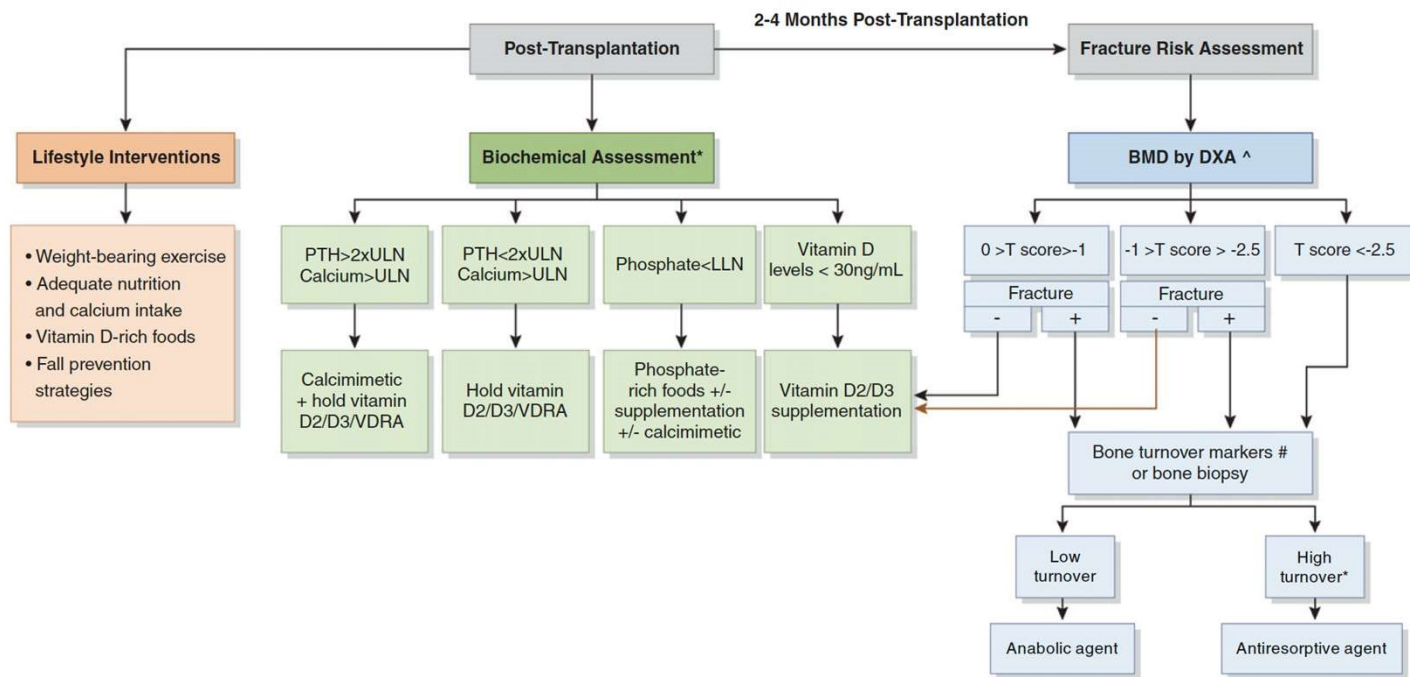 2-4 Months Post-Transplantation
Post-Transplantation
Fracture Risk Assessment
Lifestyle Interventions
Biochemical Assessment*
BMD by DXA ^
• Weight-bearing exercise
• Adequate nutrition
and calcium intake
• Vitamin D-rich foods
• Fall prevention
strategies
PTH>2xULN
Calcium>ULN
PTH<2xULN
Calcium>ULN
Phosphate<LLN
Vitamin D
levels < 30ng/mL
0 >T score>-1
-1 >T score > -2.5
T score <-2.5
Fracture
-
+
Fracture
-
+
Calcimimetic
+ hold vitamin
D2/D3/VDRA
Hold vitamin
D2/D3/VDRA
Phosphate-
rich foods +/-
supplementation
+/- calcimimetic
Vitamin D2/D3
supplementation
Bone turnover markers #
or bone biopsy
Low
turnover
High
turnover*
Anabolic agent
Antiresorptive agent